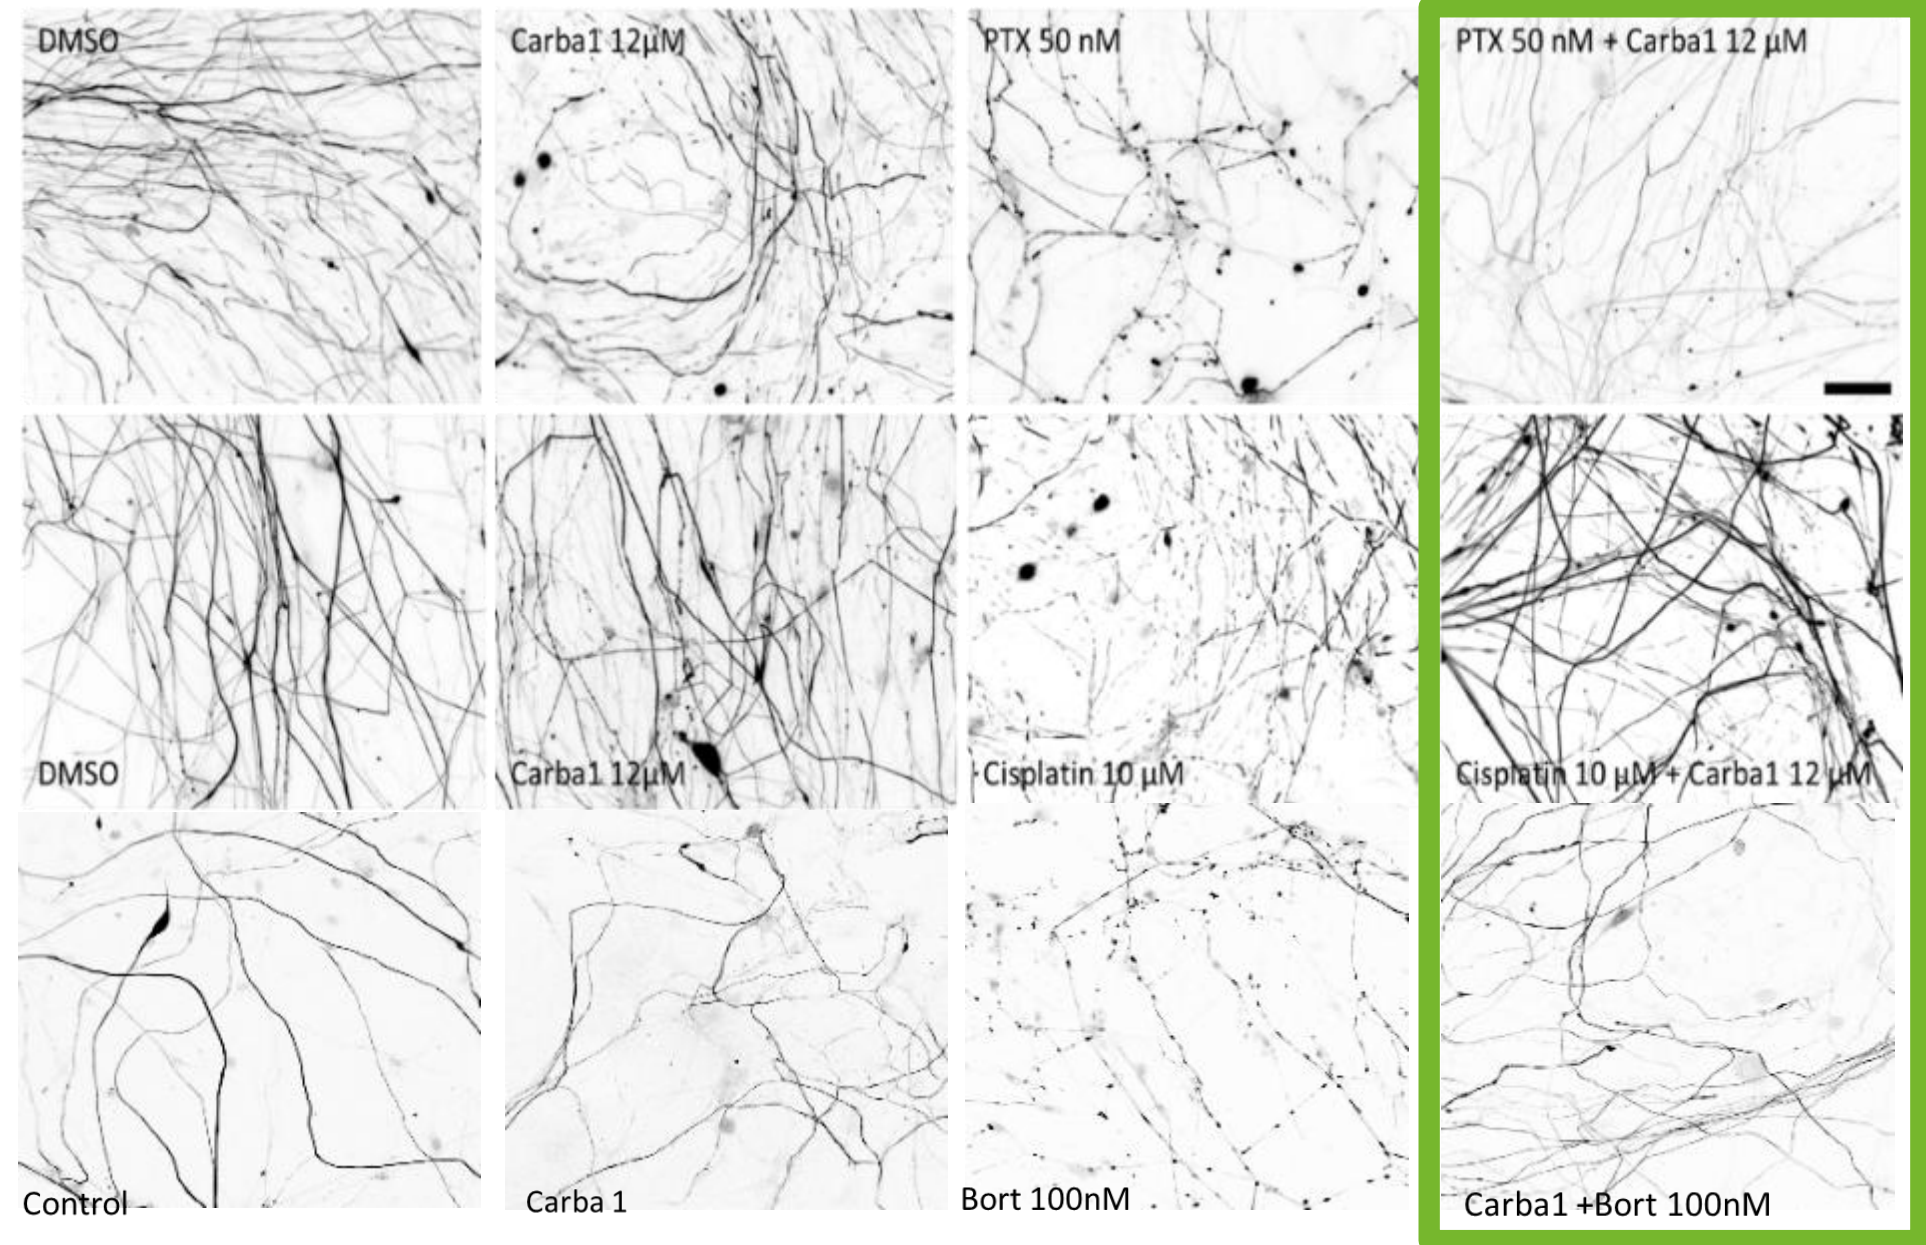 DMSO
Carba1 12µM
PTX 50 nM
PTX 50 nM + Carba1 12 µM
DMSO
Carba1 12µM
Cisplatin 10 µM
Cisplatin 10 µM + Carba1 12 µM
Control
Carba 1
Bort 100nM
Carba1 +Bort 100nM